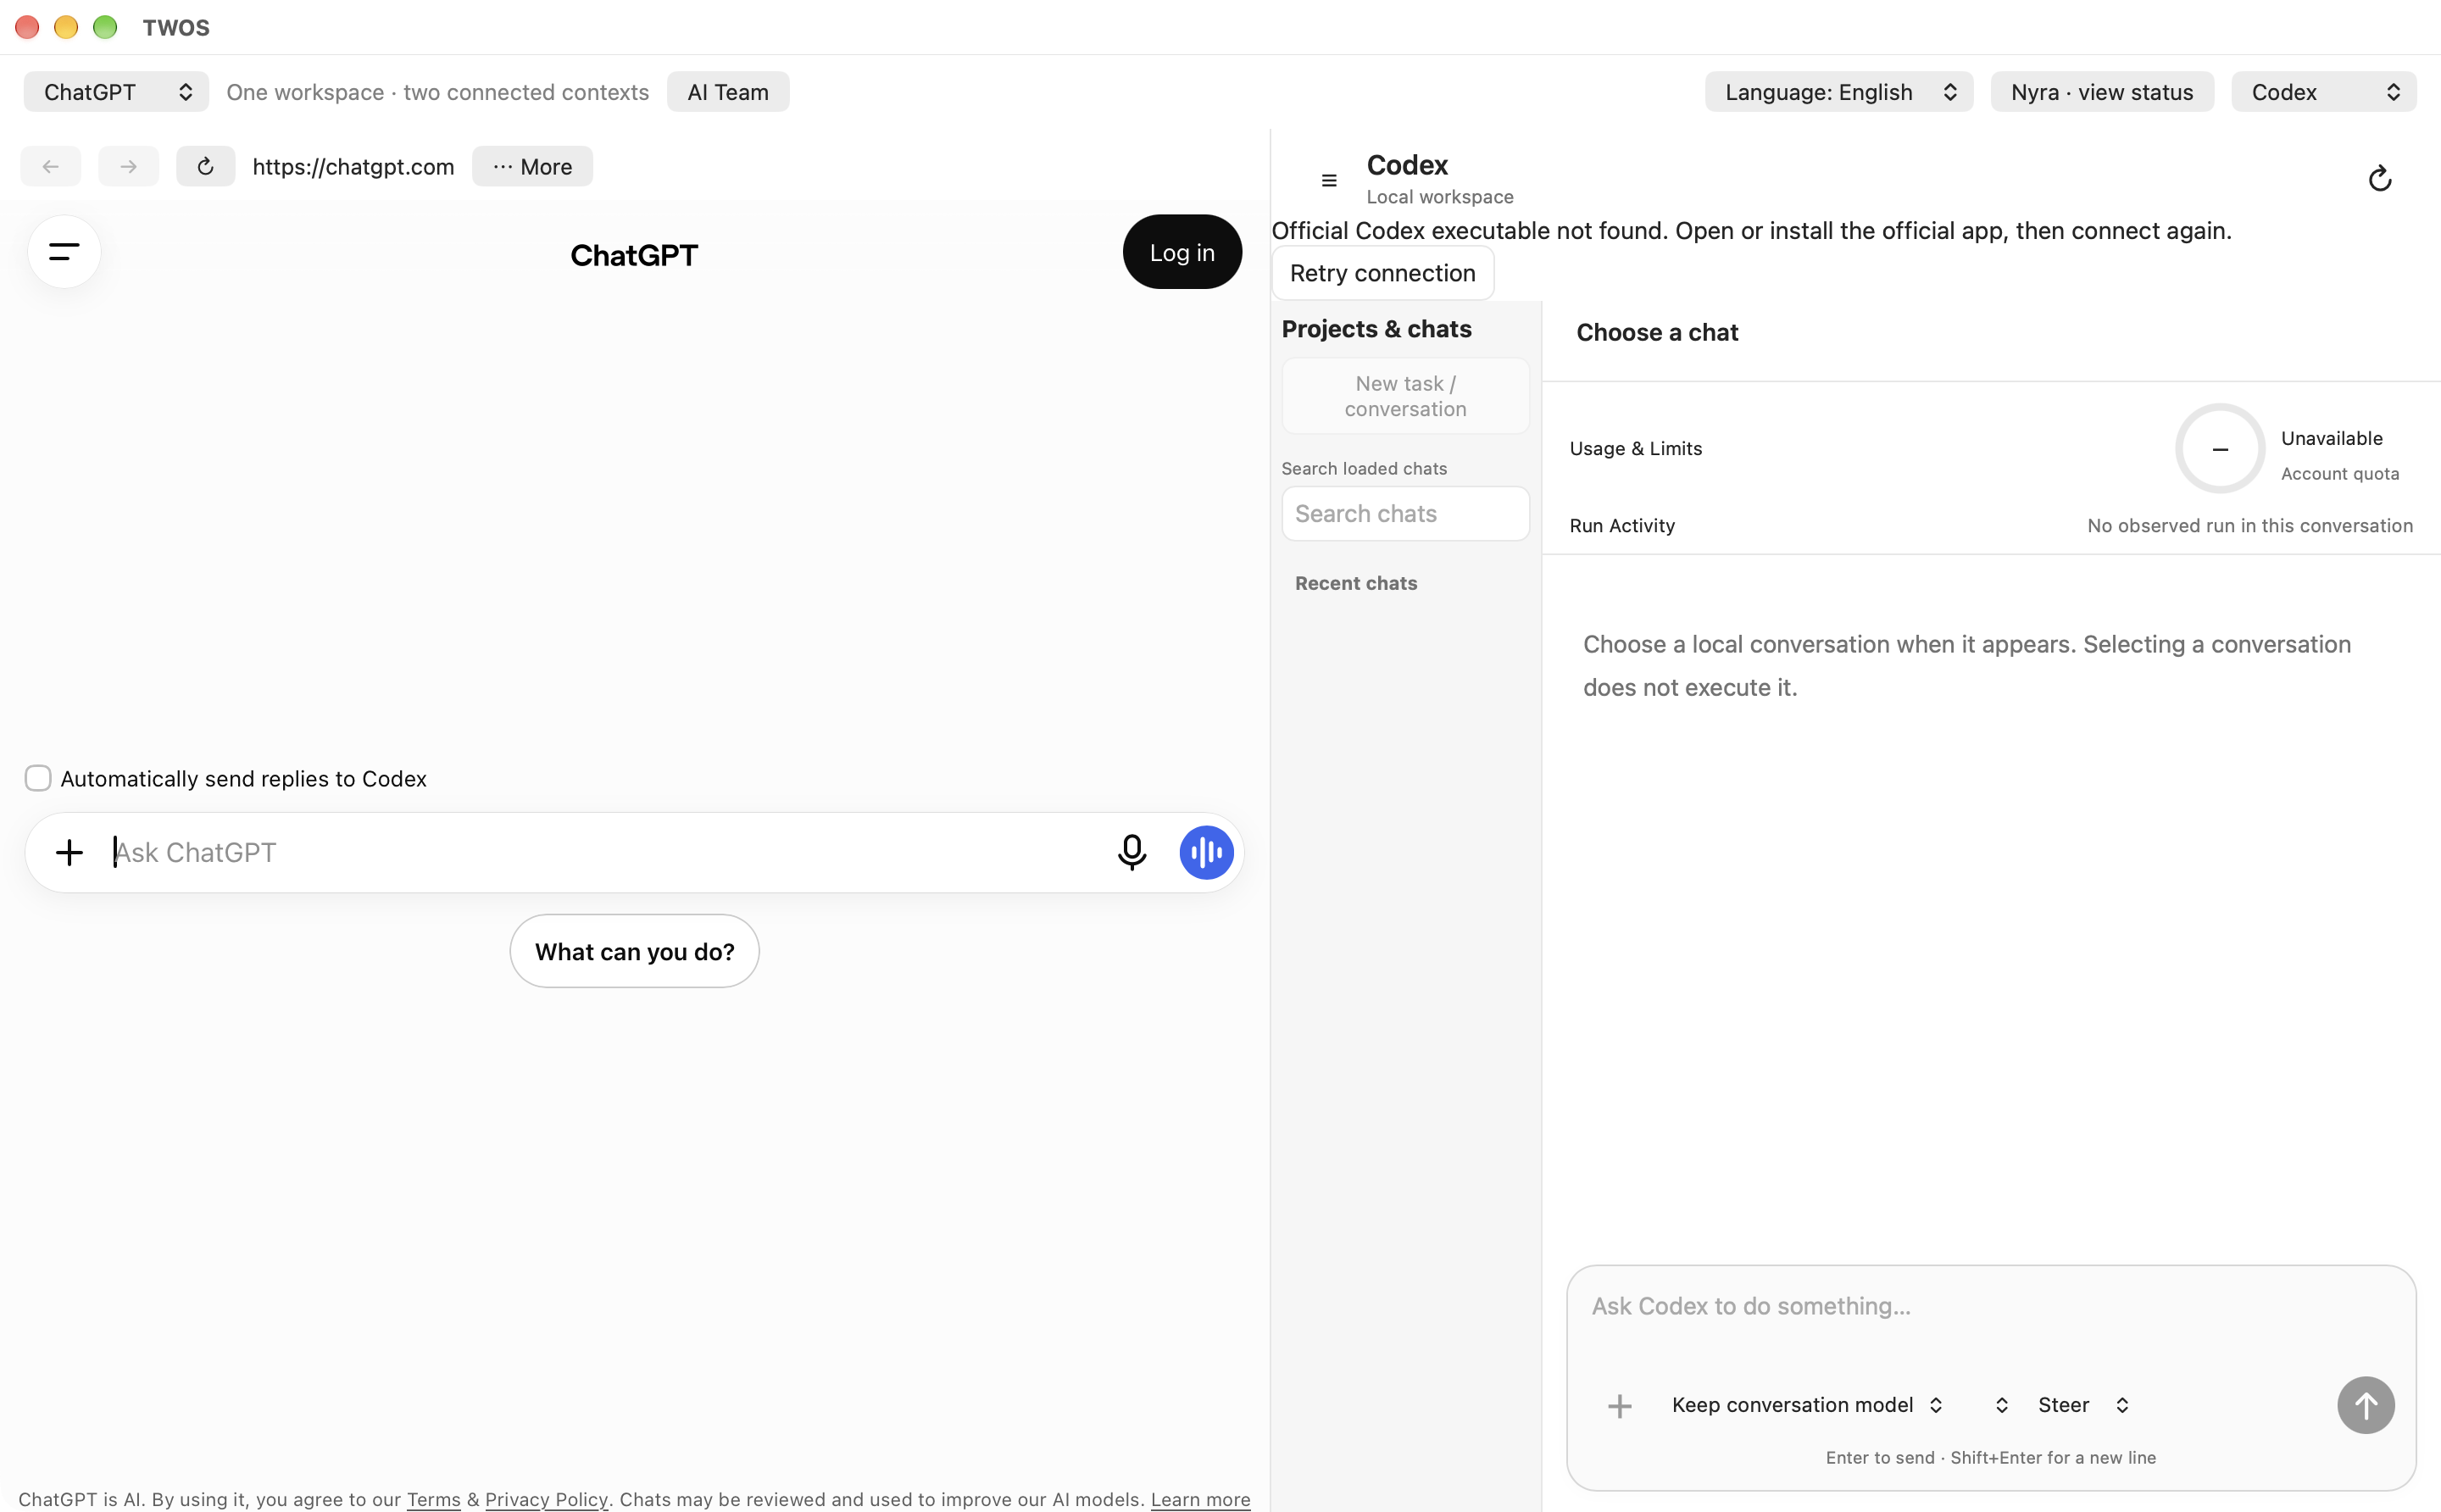 TWOS
ChatGPT
One workspace · two connected contexts
AI Team
Language: English
Nyra · view status
Codex
https://chatgpt.com
··· More
ChatGPT
Log in
Automatically send replies to Codex
Ask ChatGPT
What can you do?
ChatGPT is AI. By using it, you agree to our Terms & Privacy Policy. Chats may be reviewed and used to improve our AI models. Learn more
Codex
Local workspace
Official Codex executable not found. Open or install the official app, then connect again.
Retry connection
Projects & chats
New task /
conversation
Search loaded chats
Search chats
Recent chats
Choose a chat
Usage & Limits
–
Unavailable
Account quota
Run Activity
No observed run in this conversation
Choose a local conversation when it appears. Selecting a conversation
does not execute it.
Ask Codex to do something...
Keep conversation model
Steer
Enter to send · Shift+Enter for a new line